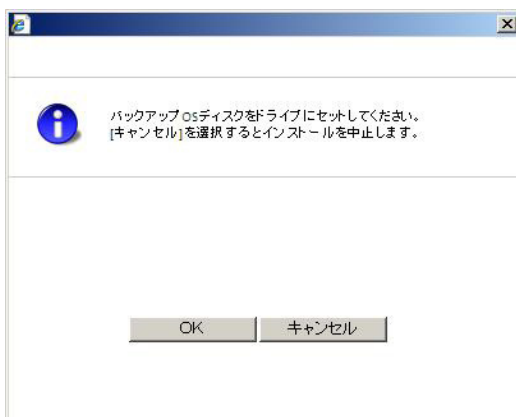 バックアップOSディスクをドライブにセットしてください。
[キャンセル]を選択するとインストールを中止します。
OK
キャンセル